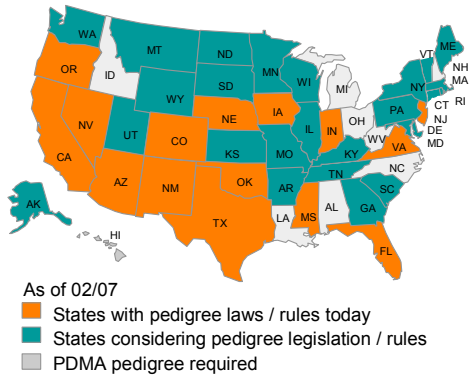 WA
MT
ND
MN
ME
OR
ID
SD
WI
VT
NH
MI
NY
MA
WY
RI
IA
PA
CT
NV
NE
OH
NJ
IL
IN
DE
UT
CO
WV
MD
CA
KS
MO
KY
VA
NC
TN
AZ
NM
OK
AR
SC
MS
AL
GA
AK
TX
LA
HI
FL
As of 02/07
States with pedigree laws / rules today
States considering pedigree legislation / rules
PDMA pedigree required